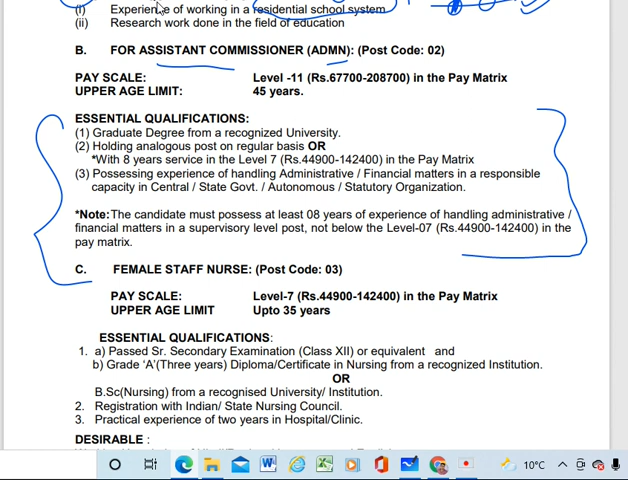 (i) Experience of working in a residential school system
(ii) Research work done in the field of education
B. FOR ASSISTANT COMMISSIONER (ADMN): (Post Code: 02)
PAY SCALE: Level -11 (Rs.67700-208700) in the Pay Matrix
UPPER AGE LIMIT: 45 years.
ESSENTIAL QUALIFICATIONS:
(1) Graduate Degree from a recognized University.
(2) Holding analogous post on regular basis OR
*With 8 years service in the Level 7 (Rs.44900-142400) in the Pay Matrix
(3) Possessing experience of handling Administrative / Financial matters in a responsible
capacity in Central / State Govt. / Autonomous / Statutory Organization.
*Note: The candidate must possess at least 08 years of experience of handling administrative /
financial matters in a supervisory level post, not below the Level-07 (Rs.44900-142400) in the
pay matrix.
C. FEMALE STAFF NURSE: (Post Code: 03)
PAY SCALE: Level-7 (Rs.44900-142400) in the Pay Matrix
UPPER AGE LIMIT Upto 35 years
ESSENTIAL QUALIFICATIONS:
1. a) Passed Sr. Secondary Examination (Class XII) or equivalent and
b) Grade ‘A’(Three years) Diploma/Certificate in Nursing from a recognized Institution.
OR
B.Sc(Nursing) from a recognised University/ Institution.
2. Registration with Indian/ State Nursing Council.
3. Practical experience of two years in Hospital/Clinic.
DESIRABLE :
10°C